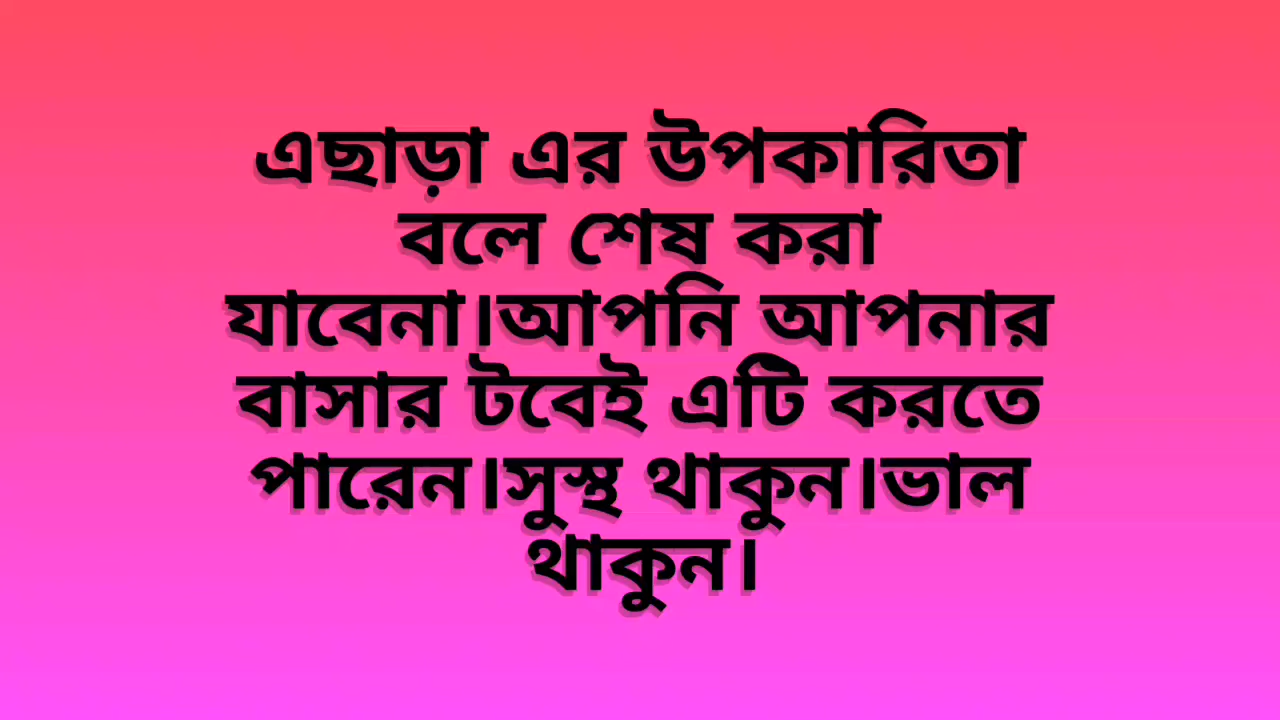 এছাড়া এর উপকারিতা
বলে শেষ করা
যাবেনা।আপনি আপনার
বাসার টবেই এটি করতে
পারেন।সুস্থ থাকুন।ভাল
থাকুন।